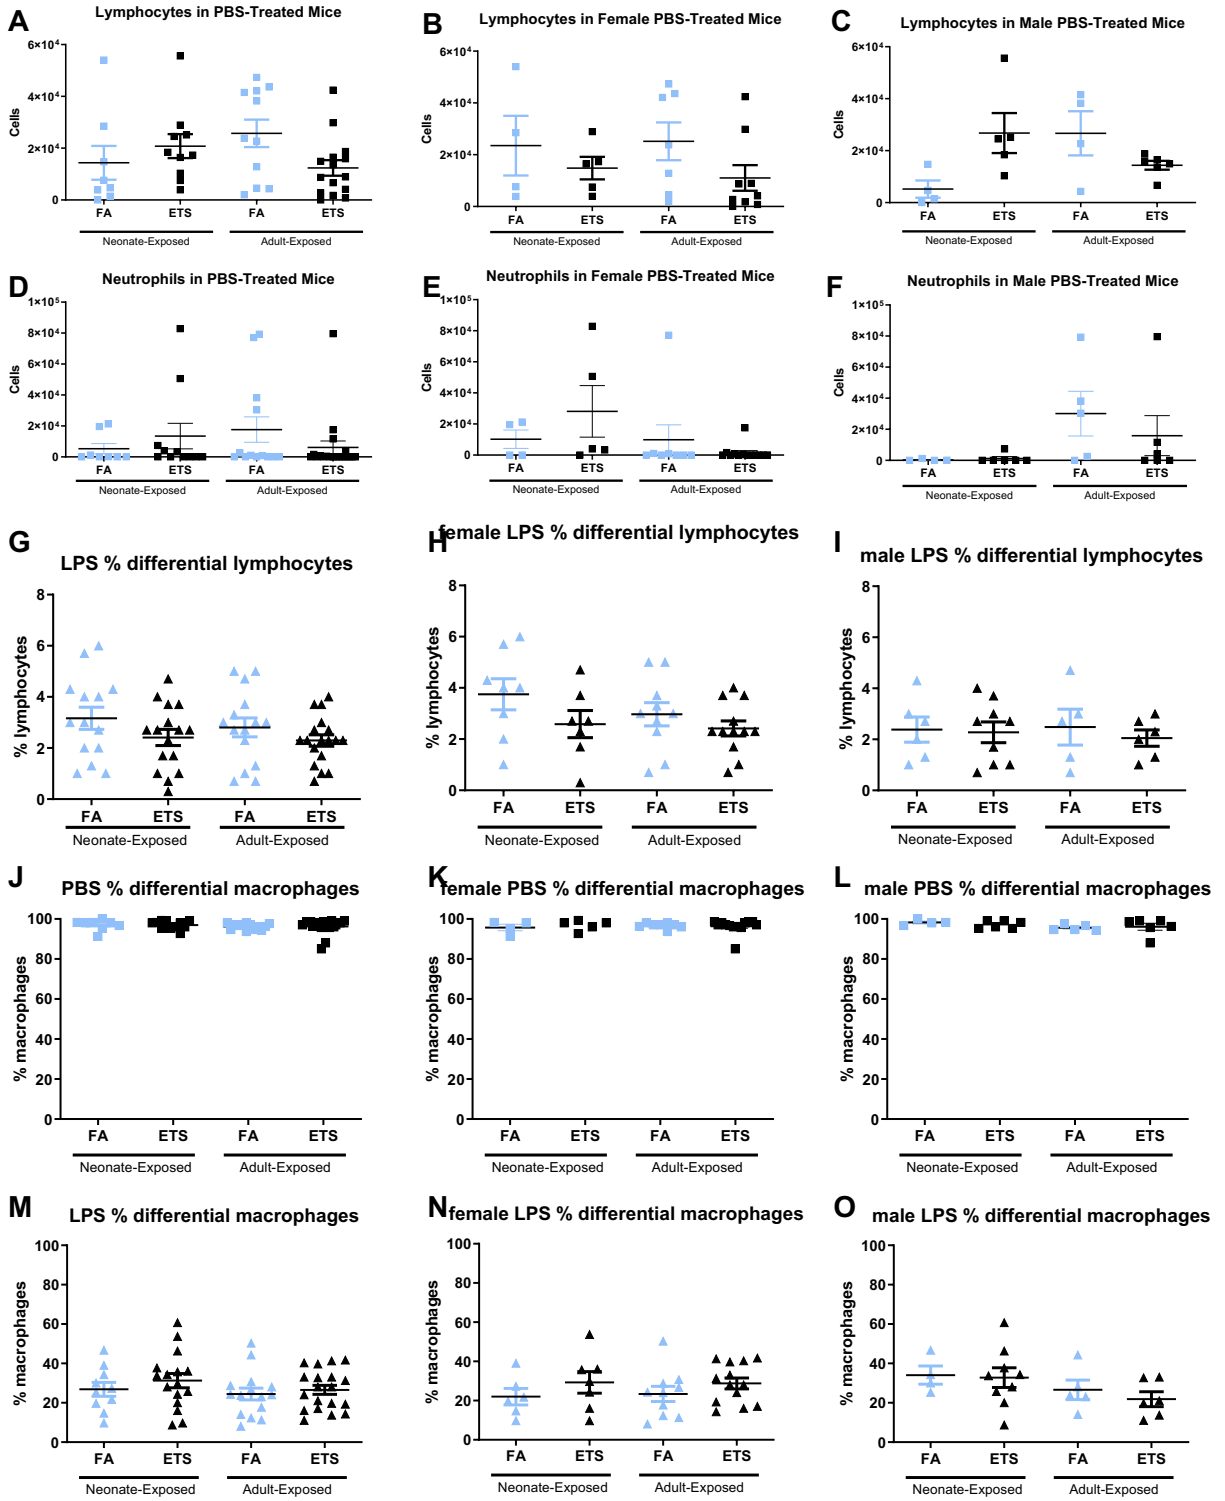 A
Lymphocytes in PBS-Treated Mice
Cells
6×10⁴
4×10⁴
2×10⁴
0
FA ETS FA ETS
Neonate-Exposed Adult-Exposed
B
Lymphocytes in Female PBS-Treated Mice
Cells
6×10⁴
4×10⁴
2×10⁴
0
FA ETS FA ETS
Neonate-Exposed Adult-Exposed
C
Lymphocytes in Male PBS-Treated Mice
Cells
6×10⁴
4×10⁴
2×10⁴
0
FA ETS FA ETS
Neonate-Exposed Adult-Exposed
D
Neutrophils in PBS-Treated Mice
Cells
1×10⁵
8×10⁴
6×10⁴
4×10⁴
2×10⁴
0
FA ETS FA ETS
Neonate-Exposed Adult-Exposed
E
Neutrophils in Female PBS-Treated Mice
Cells
1×10⁵
8×10⁴
6×10⁴
4×10⁴
2×10⁴
0
FA ETS FA ETS
Neonate-Exposed Adult-Exposed
F
Neutrophils in Male PBS-Treated Mice
Cells
1×10⁵
8×10⁴
6×10⁴
4×10⁴
2×10⁴
0
FA ETS FA ETS
Neonate-Exposed Adult-Exposed
G
LPS % differential lymphocytes
% lymphocytes
8
6
4
2
0
FA ETS FA ETS
Neonate-Exposed Adult-Exposed
H
female LPS % differential lymphocytes
% lymphocytes
8
6
4
2
0
FA ETS FA ETS
Neonate-Exposed Adult-Exposed
I
male LPS % differential lymphocytes
% lymphocytes
8
6
4
2
0
FA ETS FA ETS
Neonate-Exposed Adult-Exposed
J
PBS % differential macrophages
% macrophages
100
80
60
40
20
0
FA ETS FA ETS
Neonate-Exposed Adult-Exposed
K
female PBS % differential macrophages
% macrophages
100
80
60
40
20
0
FA ETS FA ETS
Neonate-Exposed Adult-Exposed
L
male PBS % differential macrophages
% macrophages
100
80
60
40
20
0
FA ETS FA ETS
Neonate-Exposed Adult-Exposed
M
LPS % differential macrophages
% macrophages
100
80
60
40
20
0
FA ETS FA ETS
Neonate-Exposed Adult-Exposed
N
female LPS % differential macrophages
% macrophages
100
80
60
40
20
0
FA ETS FA ETS
Neonate-Exposed Adult-Exposed
O
male LPS % differential macrophages
% macrophages
100
80
60
40
20
0
FA ETS FA ETS
Neonate-Exposed Adult-Exposed